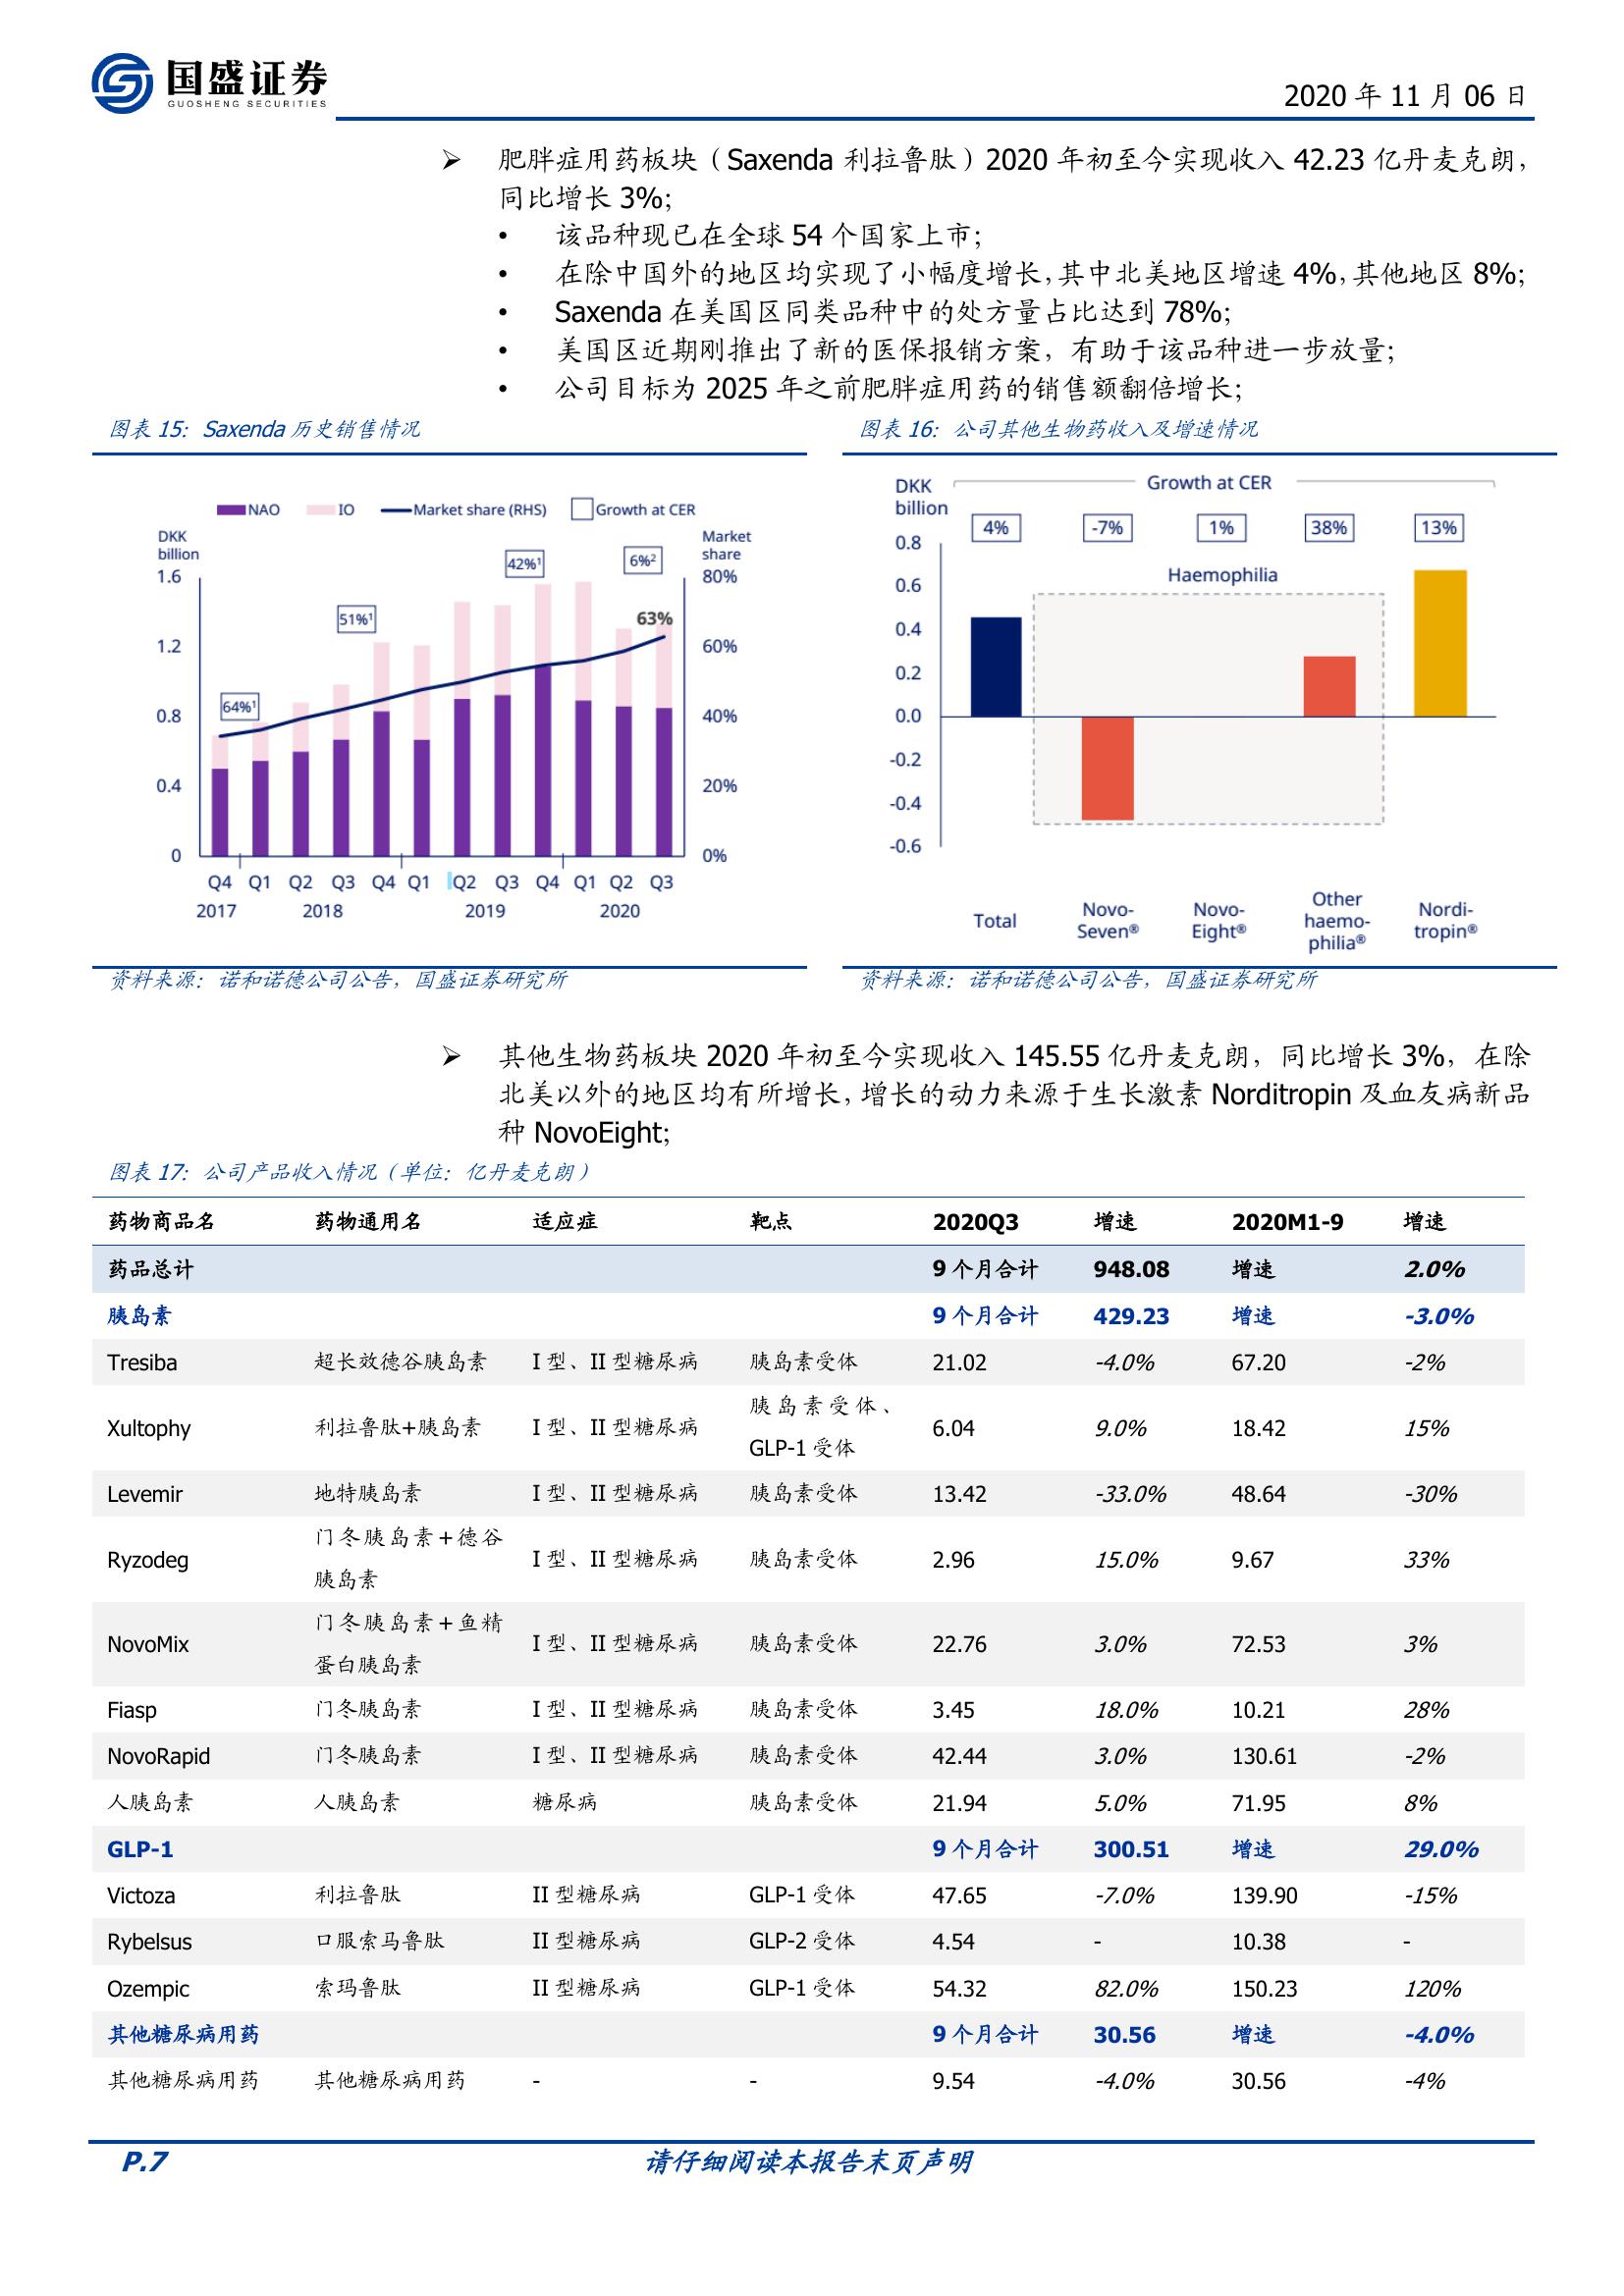 国盛证券
GUOSHENG SECURITIES
2020 年 11 月 06 日
➢ 肥胖症用药板块（Saxenda 利拉鲁肽）2020 年初至今实现收入 42.23 亿丹麦克朗，
同比增长 3%；
• 该品种现已在全球 54 个国家上市；
• 在除中国外的地区均实现了小幅度增长，其中北美地区增速 4%，其他地区 8%；
• Saxenda 在美国区同类品种中的处方量占比达到 78%；
• 美国区近期刚推出了新的医保报销方案，有助于该品种进一步放量；
• 公司目标为 2025 年之前肥胖症用药的销售额翻倍增长；
图表 15：Saxenda 历史销售情况
NAO IO Market share (RHS) Growth at CER
DKK
billion
Market
share
1.6
1.2
0.8
0.4
0
64%¹
51%¹
42%¹
6%²
63%
80%
60%
40%
20%
0%
Q4 Q1 Q2 Q3 Q4 Q1 Q2 Q3 Q4 Q1 Q2 Q3
2017 2018 2019 2020
资料来源：诺和诺德公司公告，国盛证券研究所
图表 16：公司其他生物药收入及增速情况
DKK
billion
Growth at CER
4% -7% 1% 38% 13%
Haemophilia
0.8
0.6
0.4
0.2
0.0
-0.2
-0.4
-0.6
Total
Novo-
Seven®
Novo-
Eight®
Other
haemo-
philia®
Nordi-
tropin®
资料来源：诺和诺德公司公告，国盛证券研究所
➢ 其他生物药板块 2020 年初至今实现收入 145.55 亿丹麦克朗，同比增长 3%，在除
北美以外的地区均有所增长，增长的动力来源于生长激素 Norditropin 及血友病新品
种 NovoEight；
图表 17：公司产品收入情况（单位：亿丹麦克朗）
药物商品名 药物通用名 适应症 靶点 2020Q3 增速 2020M1-9 增速
药品总计 9 个月合计 948.08 增速 2.0%
胰岛素 9 个月合计 429.23 增速 -3.0%
Tresiba 超长效德谷胰岛素 I 型、II 型糖尿病 胰岛素受体 21.02 -4.0% 67.20 -2%
Xultophy 利拉鲁肽+胰岛素 I 型、II 型糖尿病 胰岛素受体、
GLP-1 受体 6.04 9.0% 18.42 15%
Levemir 地特胰岛素 I 型、II 型糖尿病 胰岛素受体 13.42 -33.0% 48.64 -30%
Ryzodeg 门冬胰岛素+德谷
胰岛素 I 型、II 型糖尿病 胰岛素受体 2.96 15.0% 9.67 33%
NovoMix 门冬胰岛素+鱼精
蛋白胰岛素 I 型、II 型糖尿病 胰岛素受体 22.76 3.0% 72.53 3%
Fiasp 门冬胰岛素 I 型、II 型糖尿病 胰岛素受体 3.45 18.0% 10.21 28%
NovoRapid 门冬胰岛素 I 型、II 型糖尿病 胰岛素受体 42.44 3.0% 130.61 -2%
人胰岛素 人胰岛素 糖尿病 胰岛素受体 21.94 5.0% 71.95 8%
GLP-1 9 个月合计 300.51 增速 29.0%
Victoza 利拉鲁肽 II 型糖尿病 GLP-1 受体 47.65 -7.0% 139.90 -15%
Rybelsus 口服索马鲁肽 II 型糖尿病 GLP-2 受体 4.54 - 10.38 -
Ozempic 索玛鲁肽 II 型糖尿病 GLP-1 受体 54.32 82.0% 150.23 120%
其他糖尿病用药 9 个月合计 30.56 增速 -4.0%
其他糖尿病用药 其他糖尿病用药 - - 9.54 -4.0% 30.56 -4%
P.7 请仔细阅读本报告末页声明